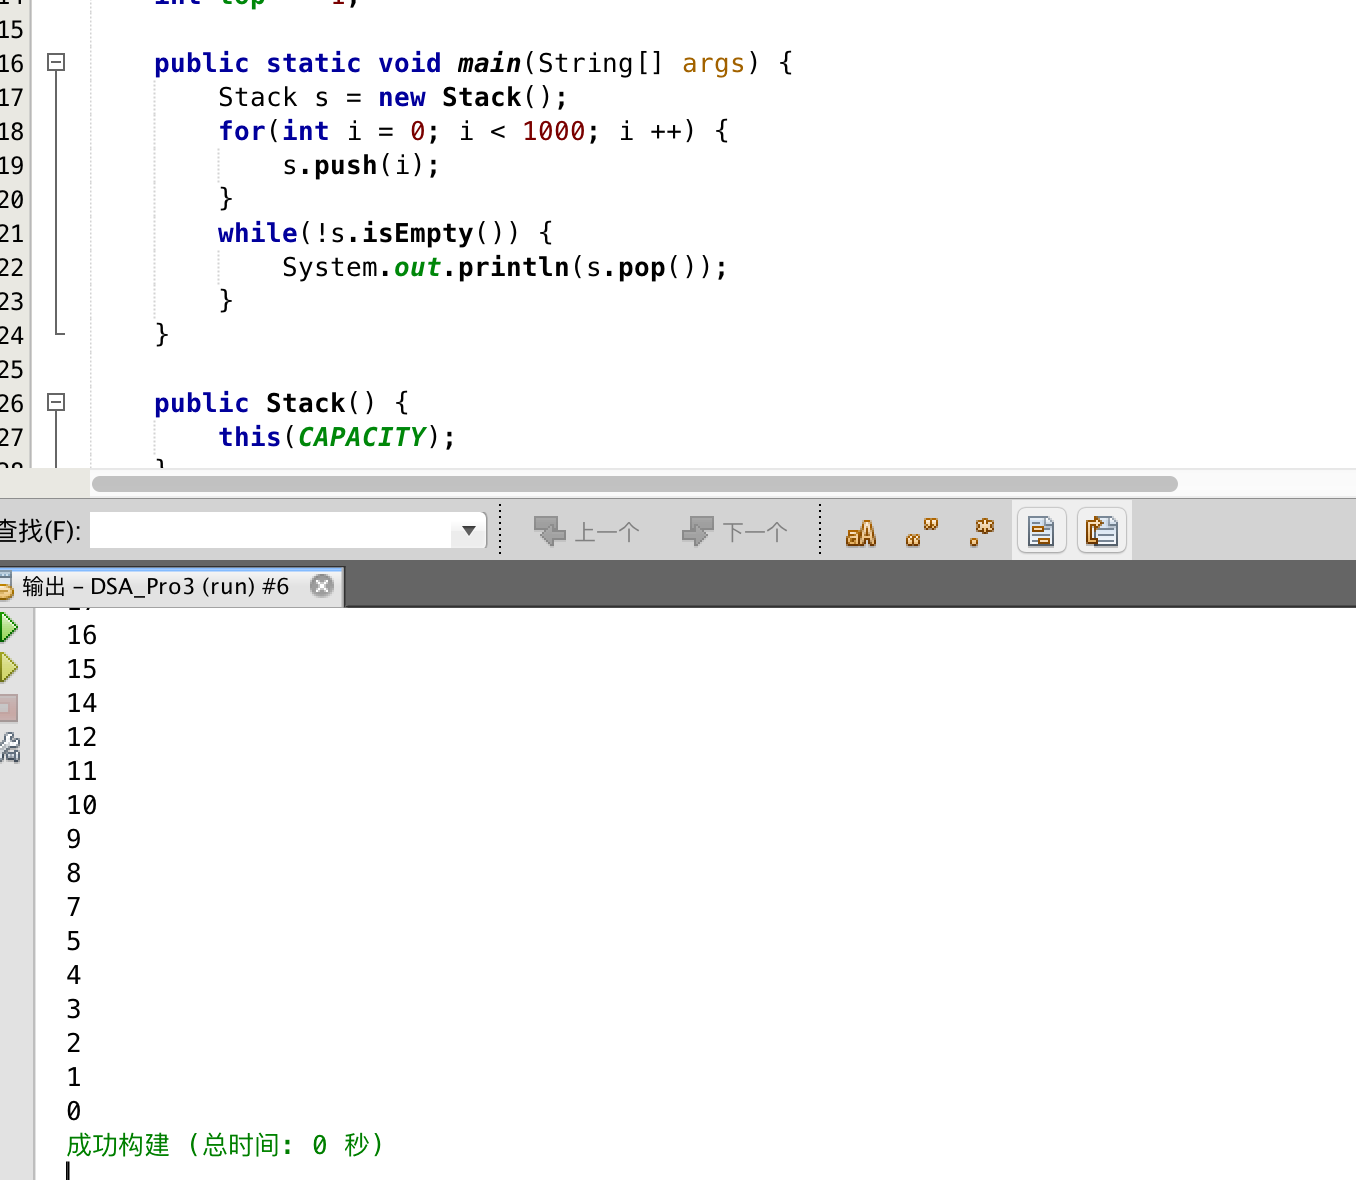 int top = -1;
15
16 public static void main(String[] args) {
17 Stack s = new Stack();
18 for(int i = 0; i < 1000; i ++) {
19 s.push(i);
20 }
21 while(!s.isEmpty()) {
22 System.out.println(s.pop());
23 }
24 }
25
26 public Stack() {
27 this(CAPACITY);
28 }
查找(F): 上一个 下一个 aA
输出 – DSA_Pro3 (run) #6
16
15
14
12
11
10
9
8
7
5
4
3
2
1
0
成功构建 (总时间: 0 秒)